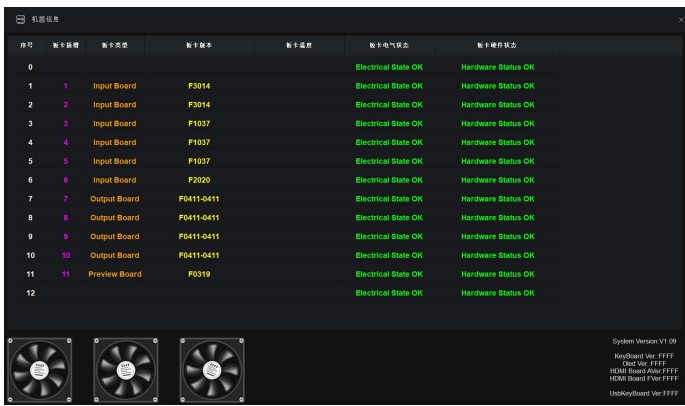 机器信息
序号 板卡插槽 板卡类型 板卡版本 板卡温度 板卡电气状态 板卡硬件状态
0 Electrical State OK Hardware Status OK
1 1 Input Board F3014 Electrical State OK Hardware Status OK
2 2 Input Board F3014 Electrical State OK Hardware Status OK
3 3 Input Board F1037 Electrical State OK Hardware Status OK
4 4 Input Board F1037 Electrical State OK Hardware Status OK
5 5 Input Board F1037 Electrical State OK Hardware Status OK
6 6 Input Board F2020 Electrical State OK Hardware Status OK
7 7 Output Board F0411-0411 Electrical State OK Hardware Status OK
8 8 Output Board F0411-0411 Electrical State OK Hardware Status OK
9 9 Output Board F0411-0411 Electrical State OK Hardware Status OK
10 10 Output Board F0411-0411 Electrical State OK Hardware Status OK
11 11 Preview Board F0319 Electrical State OK Hardware Status OK
12 Electrical State OK Hardware Status OK
System Version:V1.09
KeyBoard Ver.:FFFF
Oled Ver.:FFFF
HDMI Board AVer:FFFF
HDMI Board FVer:FFFF
UsbKeyBoard Ver:FFFF